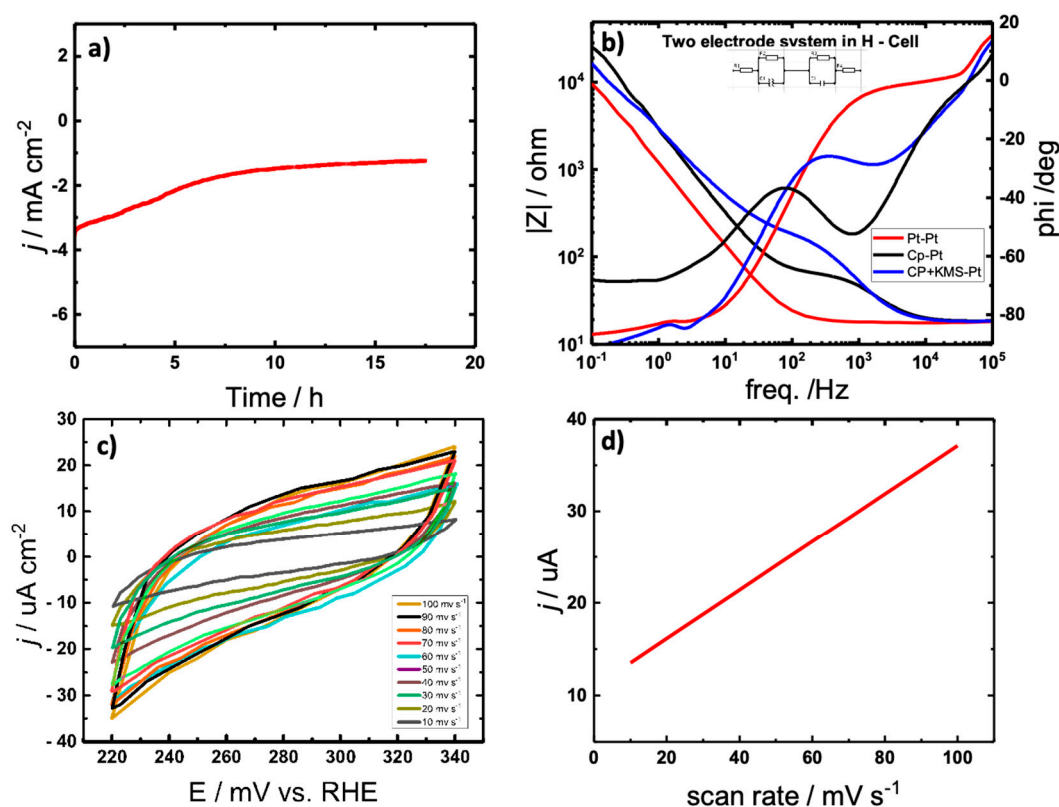 a)
j / mA cm-2
2
0
-2
-4
-6
0 5 10 15 20
Time / h
b)
Two electrode system in H - Cell
|Z| / ohm
10^4
10^3
10^2
10^1
20
0
-20
-40
-60
-80
phi /deg
Pt-Pt
Cp-Pt
CP+KMS-Pt
10^-1 10^0 10^1 10^2 10^3 10^4 10^5
freq. /Hz
c)
j / uA cm-2
30
20
10
0
- 10
- 20
- 30
- 40
100 mv s-1
90 mv s-1
80 mv s-1
70 mv s-1
60 mv s-1
50 mv s-1
40 mv s-1
30 mv s-1
20 mv s-1
10 mv s-1
220 240 260 280 300 320 340
E / mV vs. RHE
d)
j / uA
40
30
20
10
0 20 40 60 80 100
scan rate / mV s-1